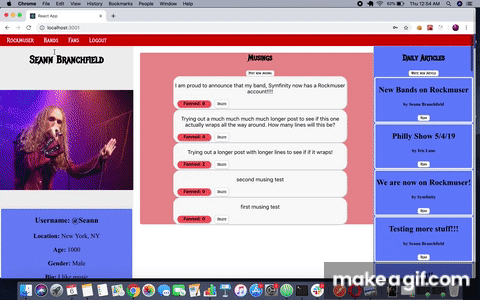 Chrome File Edit View History Bookmarks People Window Help
62% Thu 12:54 AM
React App
localhost:3001
Rockmuser Bands Fans Logout
Seann Branchfield
Username: @Seann
Location: New York, NY
Age: 1000
Gender: Male
Bio: I like music
Musings
Post new musing
I am proud to announce that my band, Symfinity now has a Rockmuser
account!!!!
Fanned: 0
Share
Trying out a much much much much longer post to see if this one
actually wraps all the way around. How many lines will this be?
Fanned: 4
Share
Trying out a longer post with longer lines to see if if it wraps!
Fanned: 2
Share
second musing test
Fanned: 0
Share
first musing test
Fanned: 0
Share
Daily Articles
Write new Article
New Bands on Rockmuser
by Seann Branchfield
Philly Show 5/4/19
by Eric Lane
We are now on Rockmuser!
by Symfinity
Testing more stuff!!!
by Seann Branchfield
makeagif.com